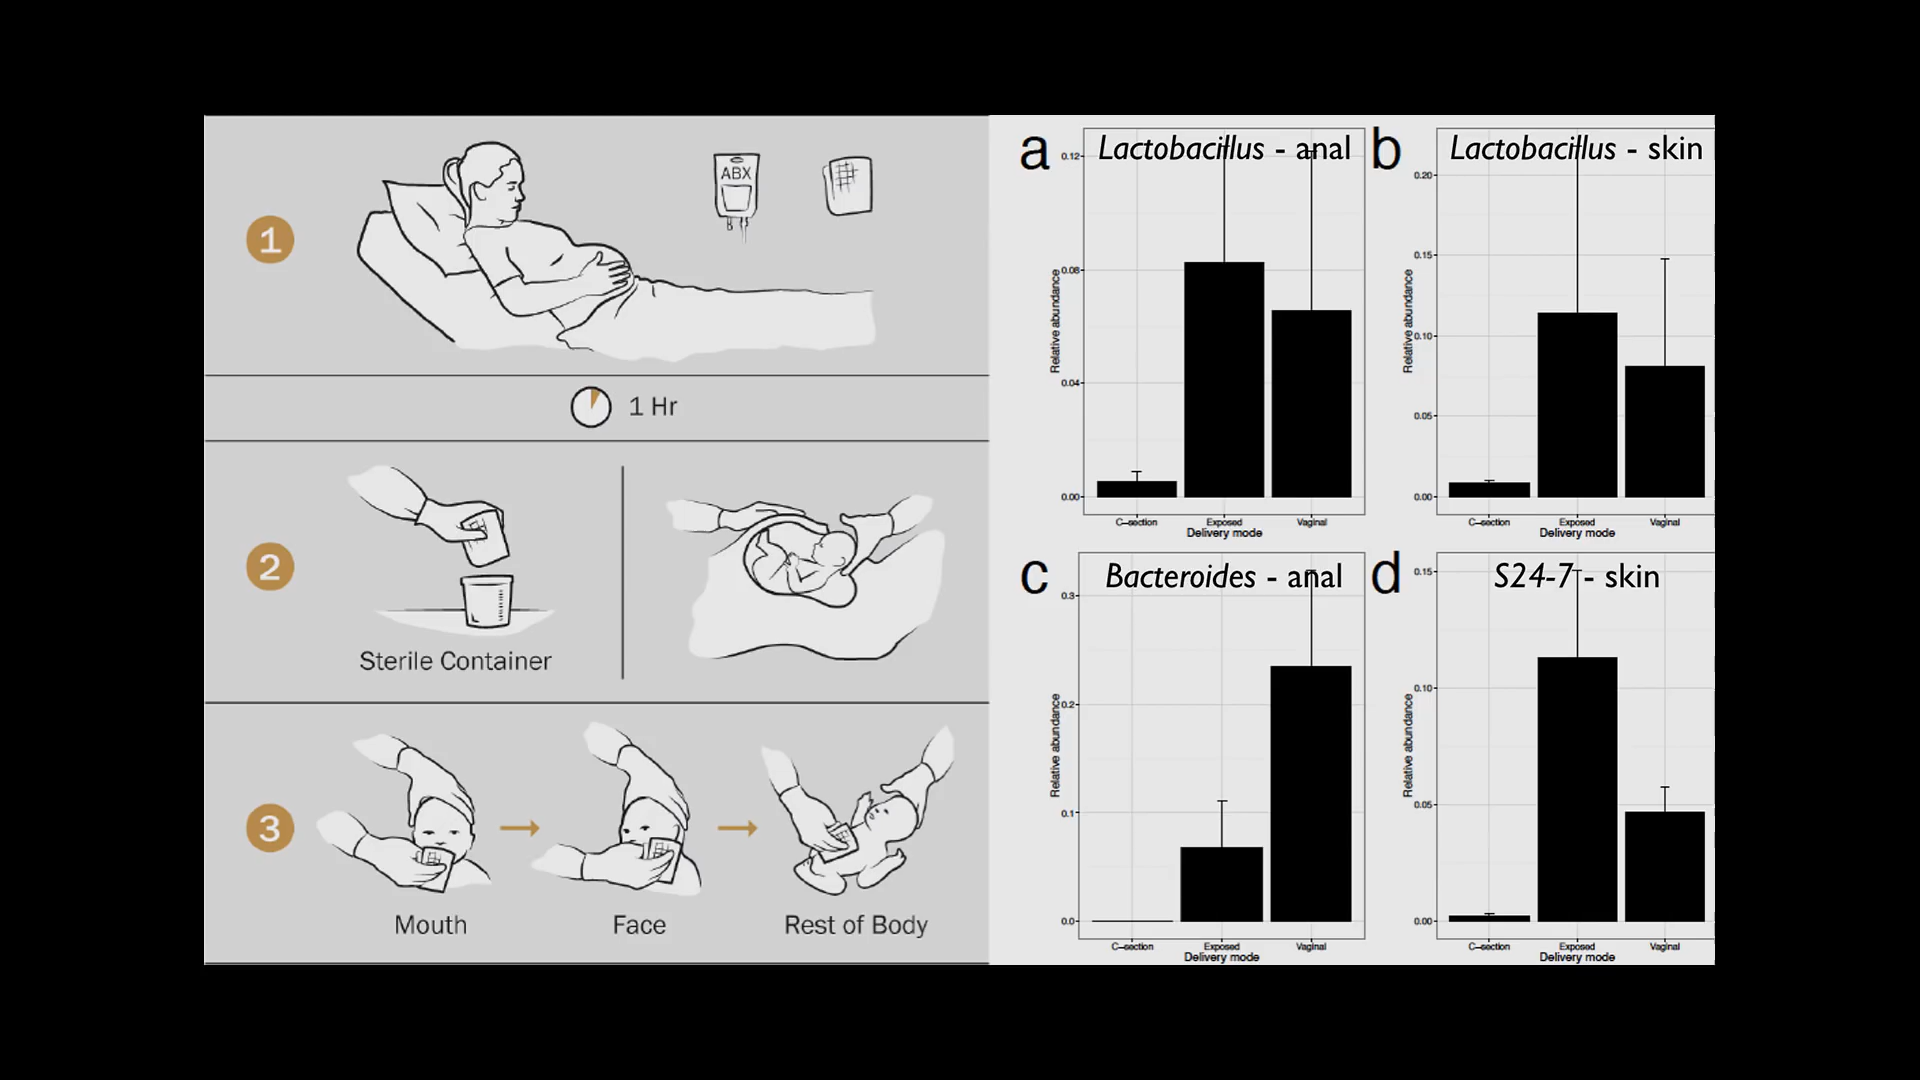 1
ABX
1 Hr
2
Sterile Container
3
Mouth
Face
Rest of Body
a
Lactobacillus - anal
Relative abundance
0.12
0.08
0.04
0.00
C-section
Exposed
Vaginal
Delivery mode
b
Lactobacillus - skin
Relative abundance
0.20
0.15
0.10
0.05
0.00
C-section
Exposed
Vaginal
Delivery mode
c
Bacteroides - anal
Relative abundance
0.3
0.2
0.1
0.0
C-section
Exposed
Vaginal
Delivery mode
d
S24-7 - skin
Relative abundance
0.15
0.10
0.05
0.00
C-section
Exposed
Vaginal
Delivery mode